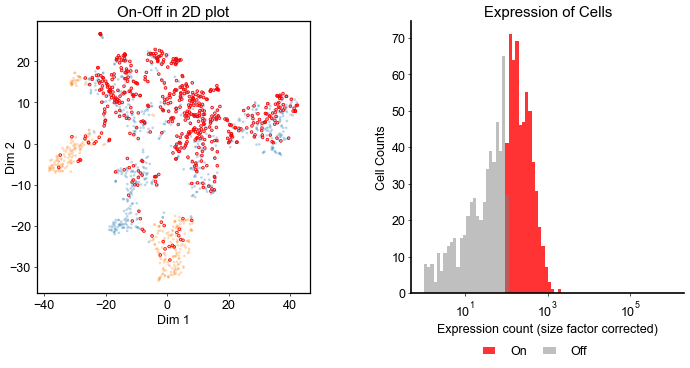 On-Off in 2D plot
Expression of Cells
Dim 2
20
10
0
−10
−20
−30
−40
−20
0
20
40
Dim 1
Cell Counts
70
60
50
40
30
20
10
0
10^1
10^3
10^5
Expression count (size factor corrected)
On
Off